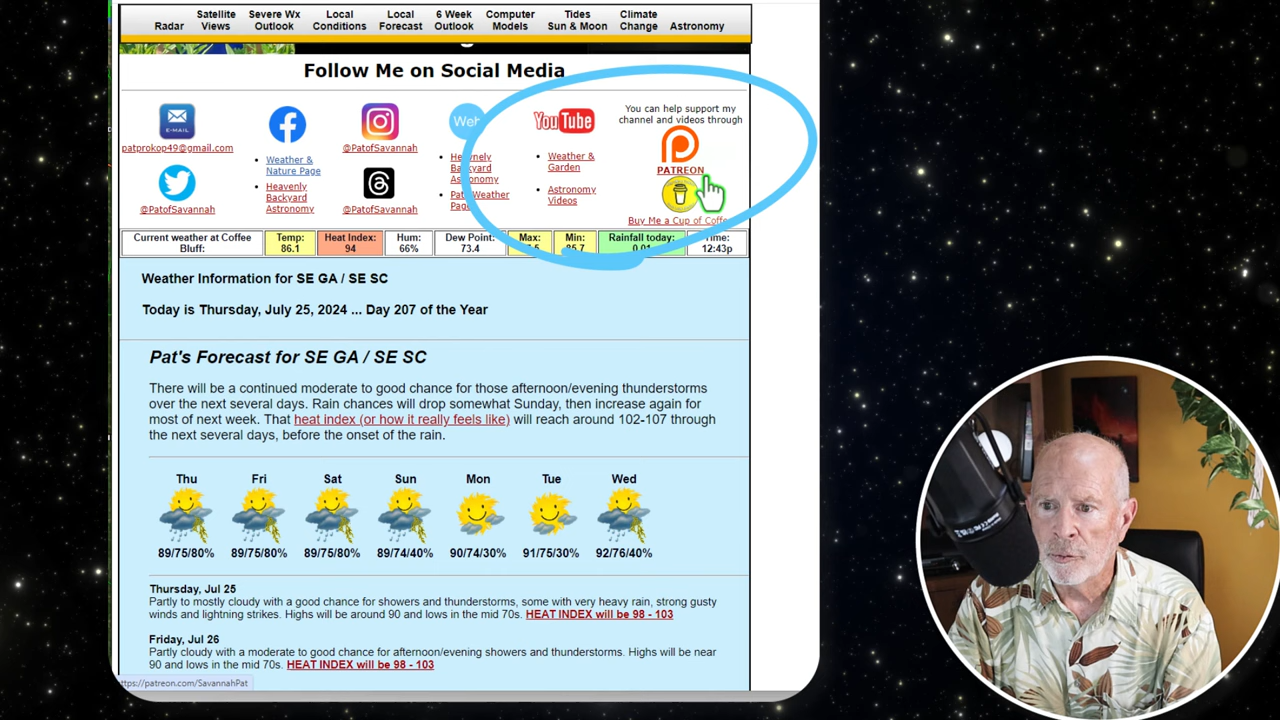 Radar
Satellite Views
Severe Wx Outlook
Local Conditions
Local Forecast
6 Week Outlook
Computer Models
Tides Sun & Moon
Climate Change
Astronomy
Follow Me on Social Media
E-MAIL
patprokop49@gmail.com
@PatofSavannah
Weather &
Nature Page
Heavenly
Backyard
Astronomy
@PatofSavannah
@PatofSavannah
Web
Backyard
Astronomy
Weather
YouTube
Weather &
Garden
Astronomy
Videos
You can help support my
channel and videos through
PATREON
Buy Me a Cup of
Current weather at Coffee
Bluff:
Temp:
86.1
Heat Index:
94
Hum:
66%
Dew Point:
73.4
Max:
Min:
Rainfall today:
0.01
Time:
12:43p
Weather Information for SE GA / SE SC
Today is Thursday, July 25, 2024 ... Day 207 of the Year
Pat's Forecast for SE GA / SE SC
There will be a continued moderate to good chance for those afternoon/evening thunderstorms
over the next several days. Rain chances will drop somewhat Sunday, then increase again for
most of next week. That heat index (or how it really feels like) will reach around 102-107 through
the next several days, before the onset of the rain.
Thu Fri Sat Sun Mon Tue Wed
89/75/80% 89/75/80% 89/75/80% 89/74/40% 90/74/30% 91/75/30% 92/76/40%
Thursday, Jul 25
Partly to mostly cloudy with a good chance for showers and thunderstorms, some with very heavy rain, strong gusty
winds and lightning strikes. Highs will be around 90 and lows in the mid 70s. HEAT INDEX will be 98 - 103
Friday, Jul 26
Partly cloudy with a moderate to good chance for afternoon/evening showers and thunderstorms. Highs will be near
90 and lows in the mid 70s. HEAT INDEX will be 98 - 103
https://patreon.com/SavannahPat